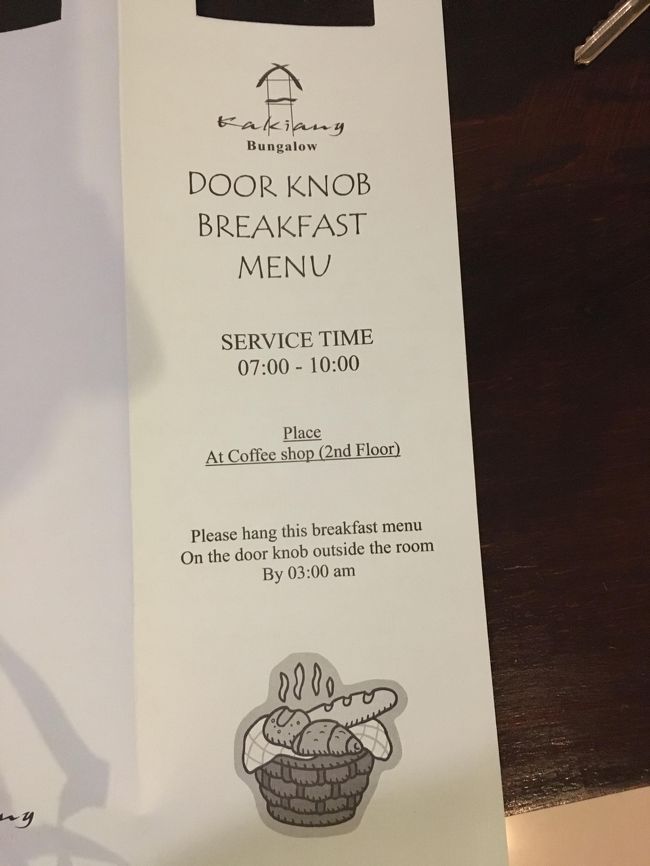 Kakiang
Bungalow
DOOR KNOB
BREAKFAST
MENU
SERVICE TIME
07:00 - 10:00
Place
At Coffee shop (2nd Floor)
Please hang this breakfast menu
On the door knob outside the room
By 03:00 am